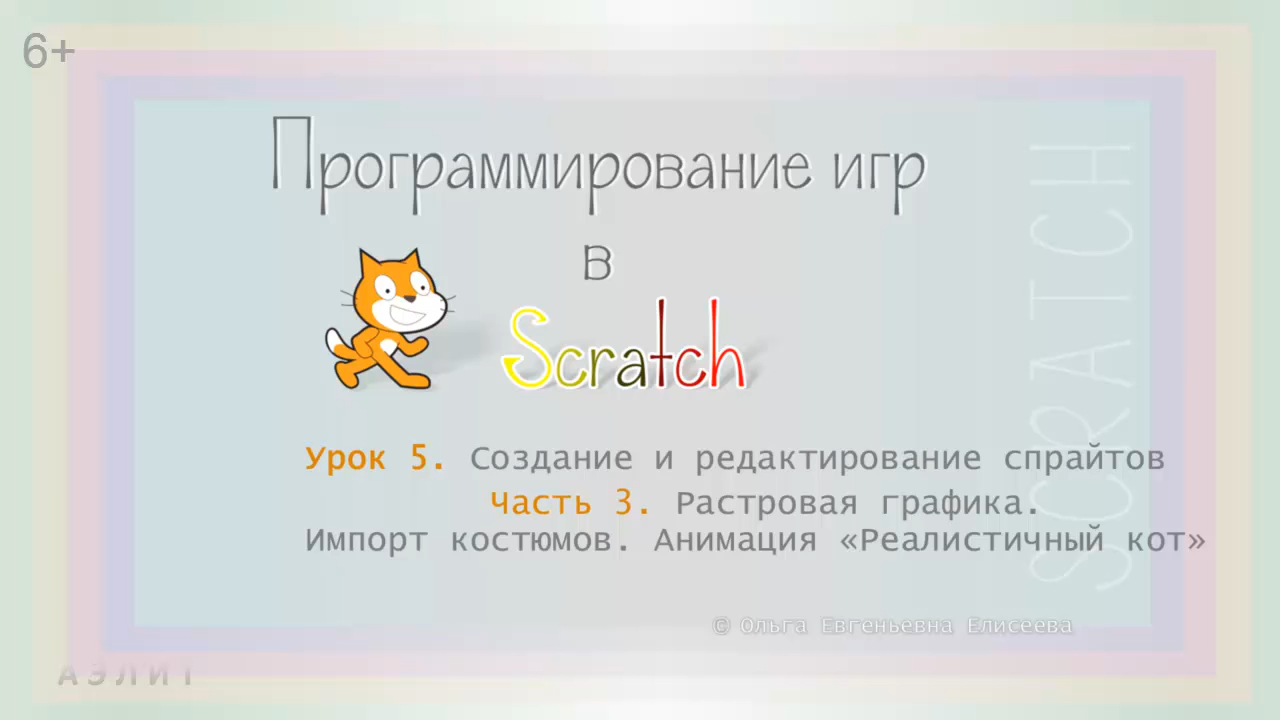 6+
Программирование игр
в
Scratch
SCRATCH
Урок 5. Создание и редактирование спрайтов
Часть 3. Растровая графика.
Импорт костюмов. Анимация «Реалистичный кот»
© Ольга Евгеньевна Елисеева
АЭЛИТ